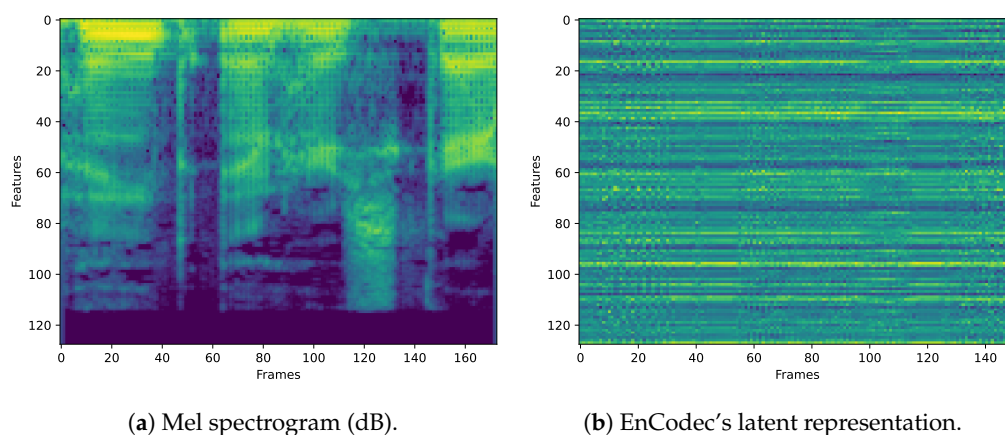 0
20
40
60
80
100
120
Features
0 20 40 60 80 100 120 140 160
Frames
0
20
40
60
80
100
120
Features
0 20 40 60 80 100 120 140
Frames
(a) Mel spectrogram (dB).
(b) EnCodec’s latent representation.